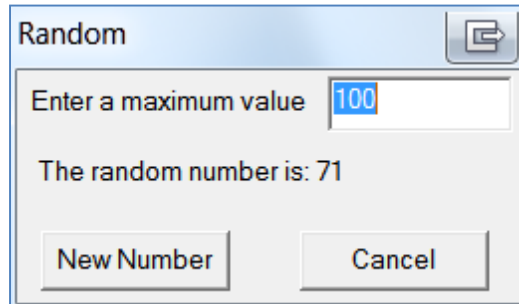 Random
Enter a maximum value 100
The random number is: 71
New Number Cancel